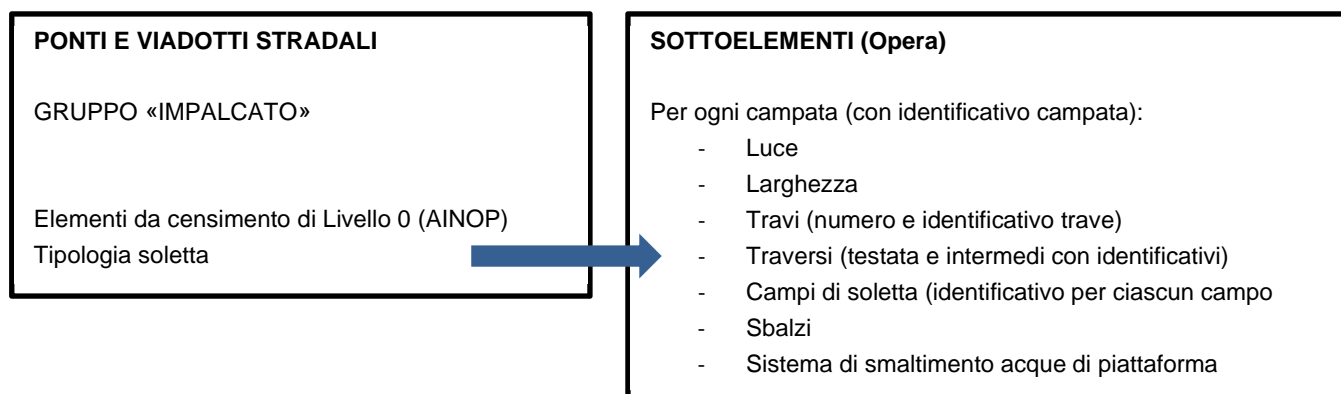 PONTI E VIADOTTI STRADALI
GRUPPO «IMPALCATO»
Elementi da censimento di Livello 0 (AINOP)
Tipologia soletta
SOTTOELEMENTI (Opera)
Per ogni campata (con identificativo campata):
- Luce
- Larghezza
- Travi (numero e identificativo trave)
- Traversi (testata e intermedi con identificativi)
- Campi di soletta (identificativo per ciascun campo
- Sbalzi
- Sistema di smaltimento acque di piattaforma